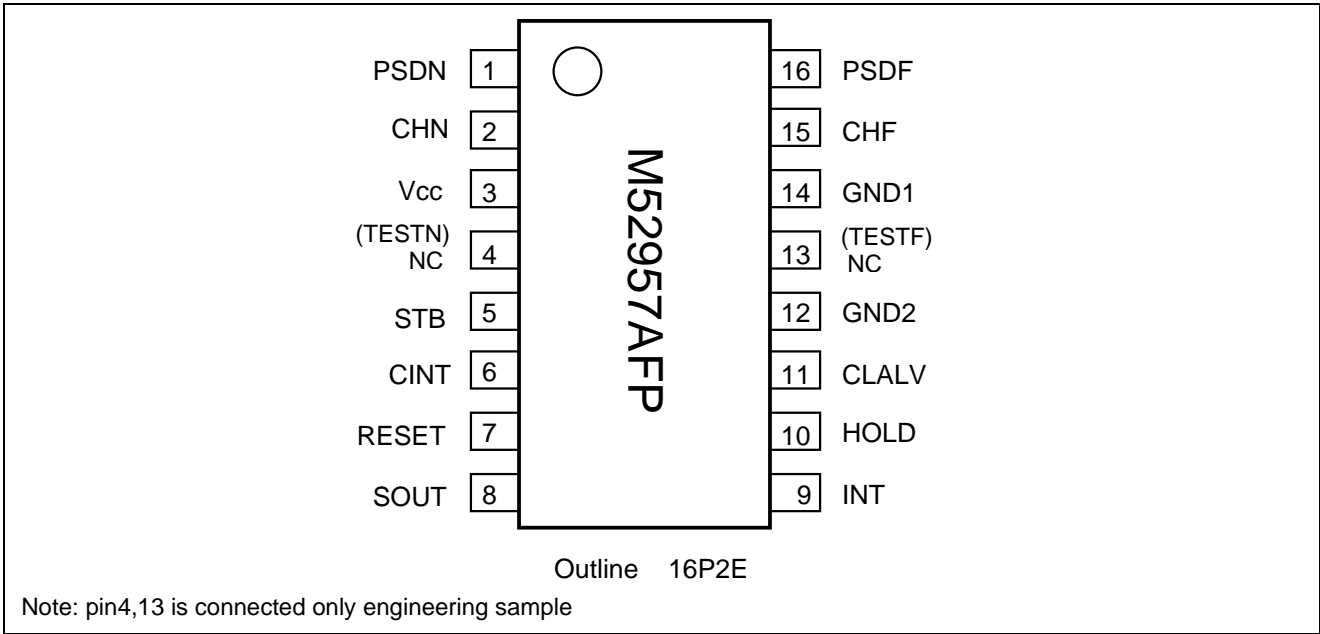 PSDN 1 16 PSDF
CHN 2 15 CHF
Vcc 3 14 GND1
(TESTN) (TESTF)
NC 4 13 NC
STB 5 12 GND2
CINT 6 11 CLALV
RESET 7 10 HOLD
SOUT 8 9 INT
M52957AFP
Outline 16P2E
Note: pin4,13 is connected only engineering sample